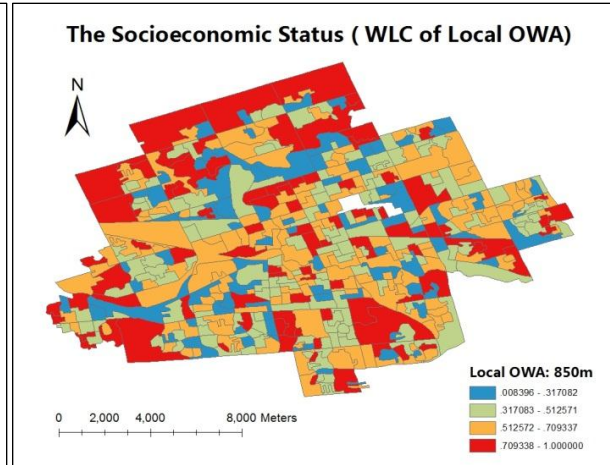 The Socioeconomic Status ( WLC of Local OWA)
N
Local OWA: 850m
.008396 - .317082
.317083 - .512571
.512572 - .709337
.709338 - 1.000000
0 2,000 4,000 8,000 Meters